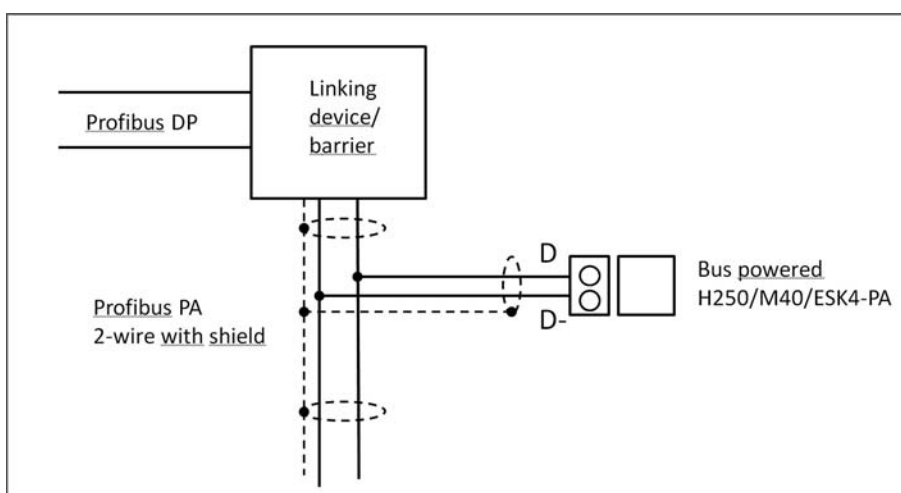 Linking
device/
barrier
Profibus DP
D
Bus powered
H250/M40/ESK4-PA
D-
Profibus PA
2-wire with shield